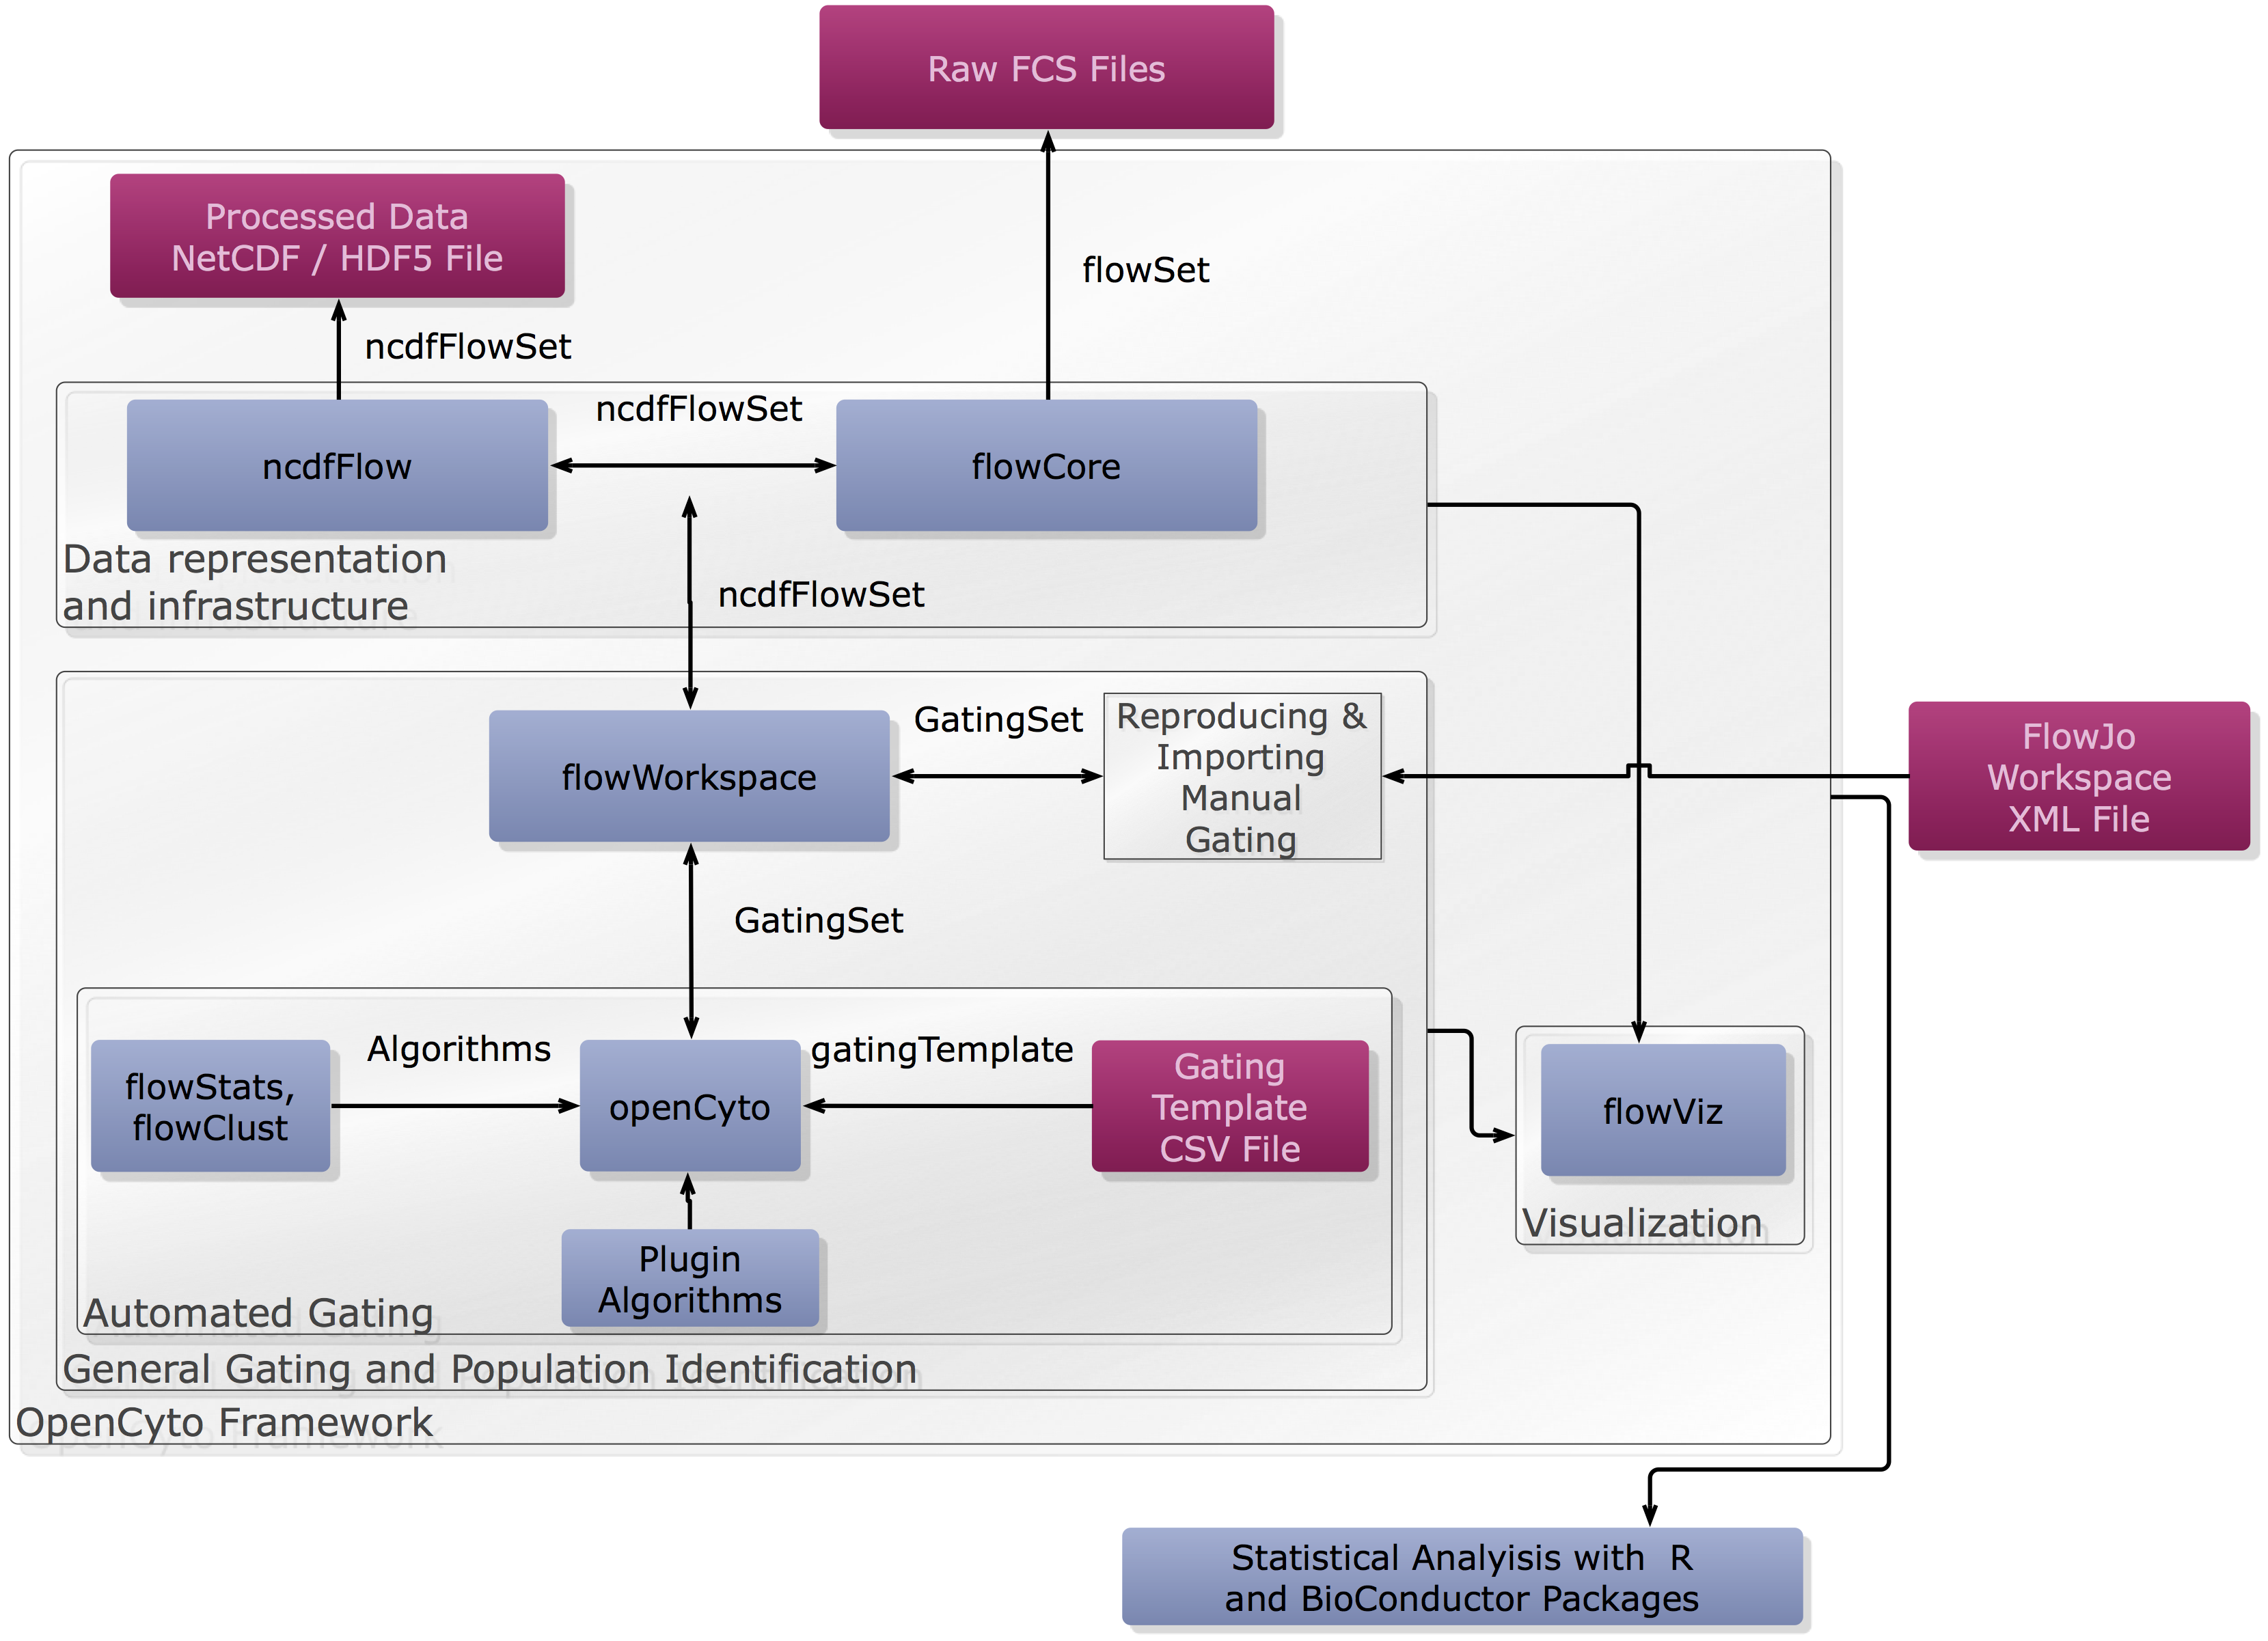 Raw FCS Files
Processed Data
NetCDF / HDF5 File
flowSet
ncdfFlowSet
ncdfFlowSet
ncdfFlow
flowCore
Data representation
and infrastructure
ncdfFlowSet
flowWorkspace
GatingSet
Reproducing &
Importing
Manual
Gating
FlowJo
Workspace
XML File
GatingSet
flowStats,
flowClust
Algorithms
openCyto
gatingTemplate
Gating
Template
CSV File
flowViz
Visualization
Plugin
Algorithms
Automated Gating
General Gating and Population Identification
OpenCyto Framework
Statistical Analyisis with  R
and BioConductor Packages